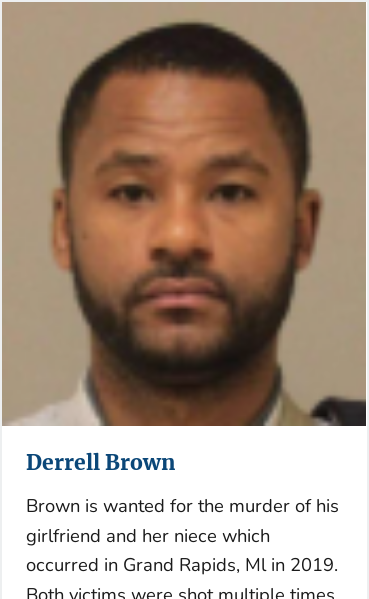 Derrell Brown
Brown is wanted for the murder of his
girlfriend and her niece which
occurred in Grand Rapids, MI in 2019.
Both victims were shot multiple times